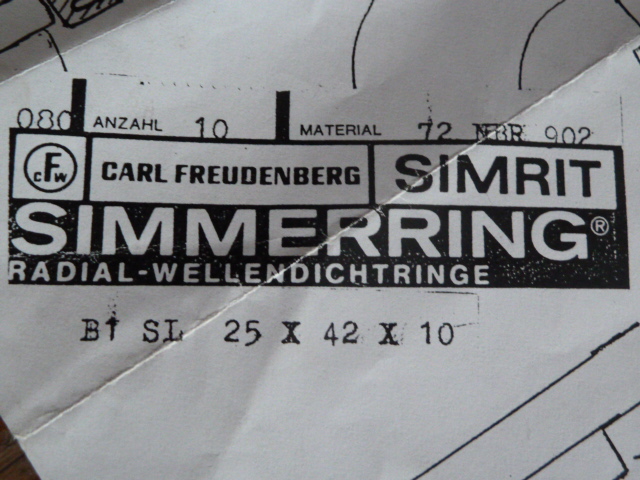 080 ANZAHL 10 MATERIAL 72 NBR 902
CFW CARL FREUDENBERG SIMRIT
SIMMERRING®
RADIAL-WELLENDICHTRINGE
B1 SL 25 X 42 X 10